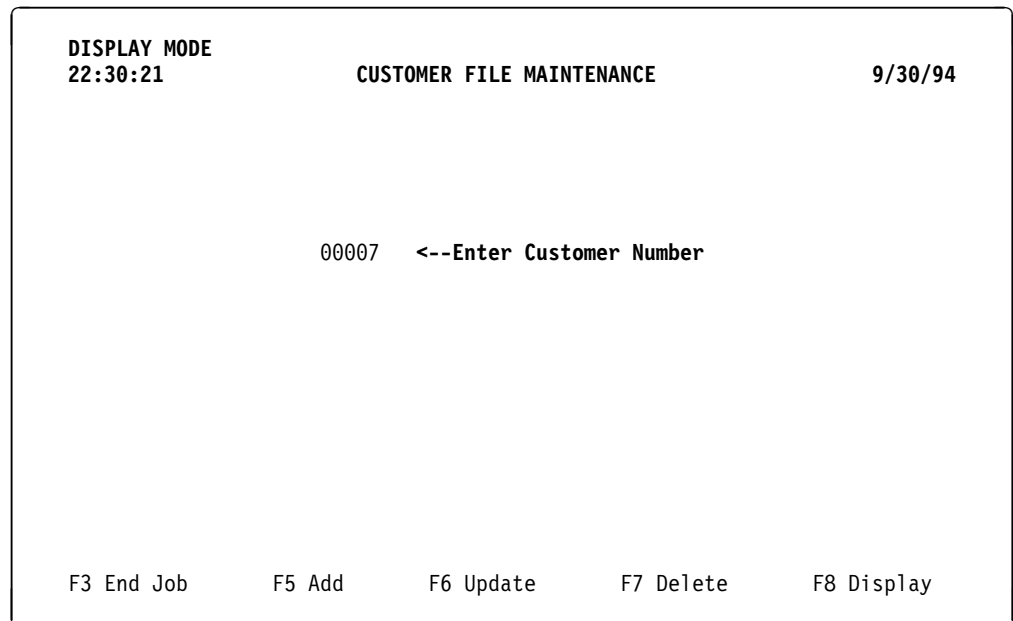 DISPLAY MODE
22:30:21 CUSTOMER FILE MAINTENANCE 9/30/94
00007 <--Enter Customer Number
F3 End Job F5 Add F6 Update F7 Delete F8 Display